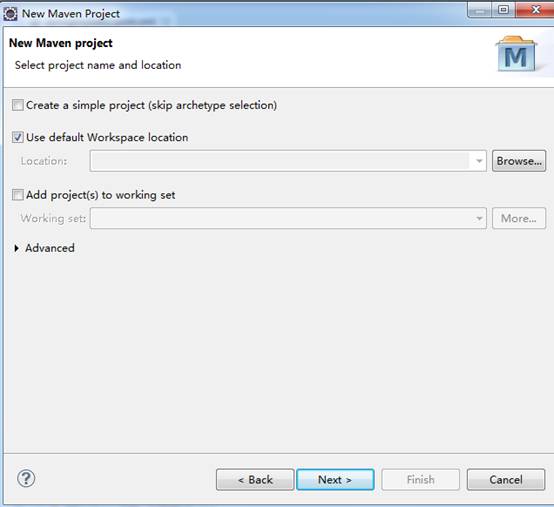 New Maven Project
New Maven project
Select project name and location
M
Create a simple project (skip archetype selection)
Use default Workspace location
Location:
Browse...
Add project(s) to working set
Working set:
More...
Advanced
?
< Back
Next >
Finish
Cancel